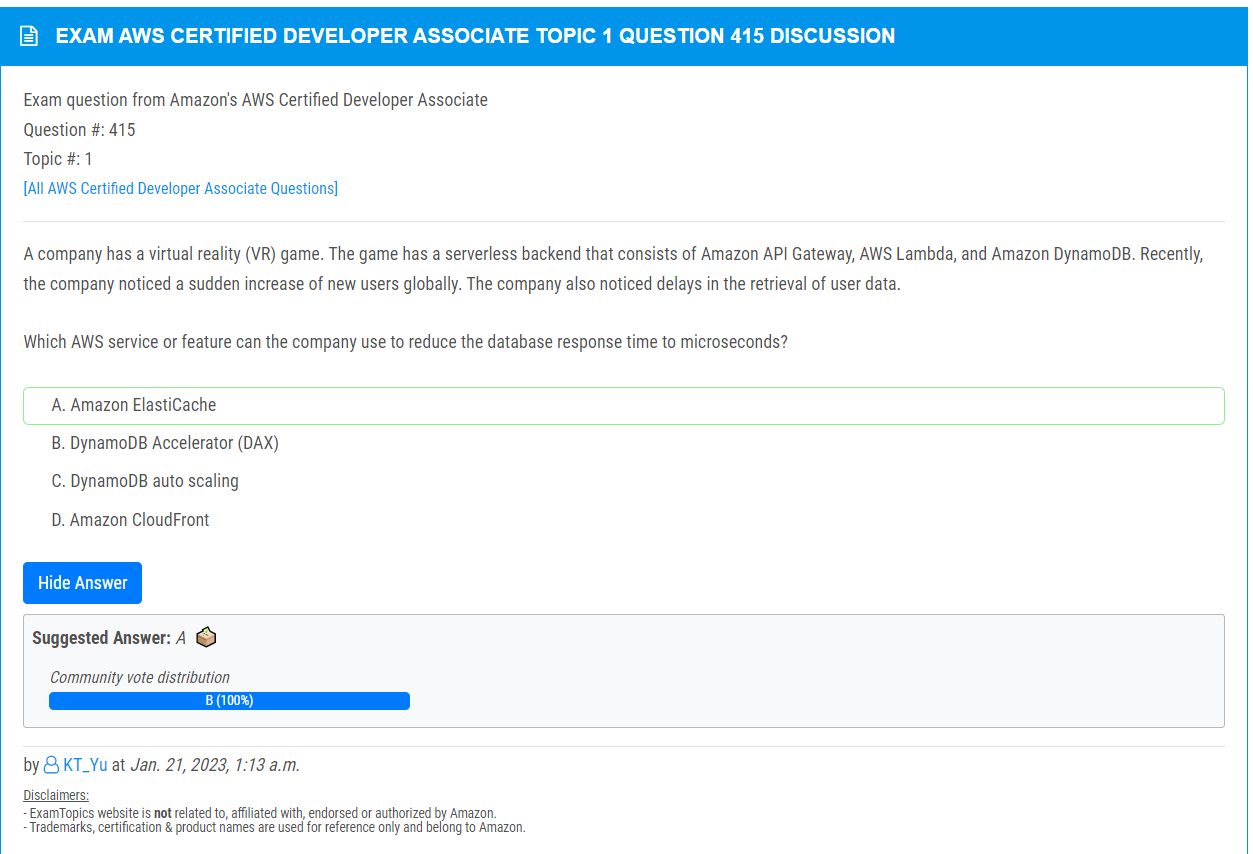 EXAM AWS CERTIFIED DEVELOPER ASSOCIATE TOPIC 1 QUESTION 415 DISCUSSION
Exam question from Amazon's AWS Certified Developer Associate
Question #: 415
Topic #: 1
[All AWS Certified Developer Associate Questions]
A company has a virtual reality (VR) game. The game has a serverless backend that consists of Amazon API Gateway, AWS Lambda, and Amazon DynamoDB. Recently,
the company noticed a sudden increase of new users globally. The company also noticed delays in the retrieval of user data.
Which AWS service or feature can the company use to reduce the database response time to microseconds?
A. Amazon ElastiCache
B. DynamoDB Accelerator (DAX)
C. DynamoDB auto scaling
D. Amazon CloudFront
Hide Answer
Suggested Answer: A
Community vote distribution
B (100%)
by KT_Yu at Jan. 21, 2023, 1:13 a.m.
Disclaimers:
- ExamTopics website is not related to, affiliated with, endorsed or authorized by Amazon.
- Trademarks, certification & product names are used for reference only and belong to Amazon.